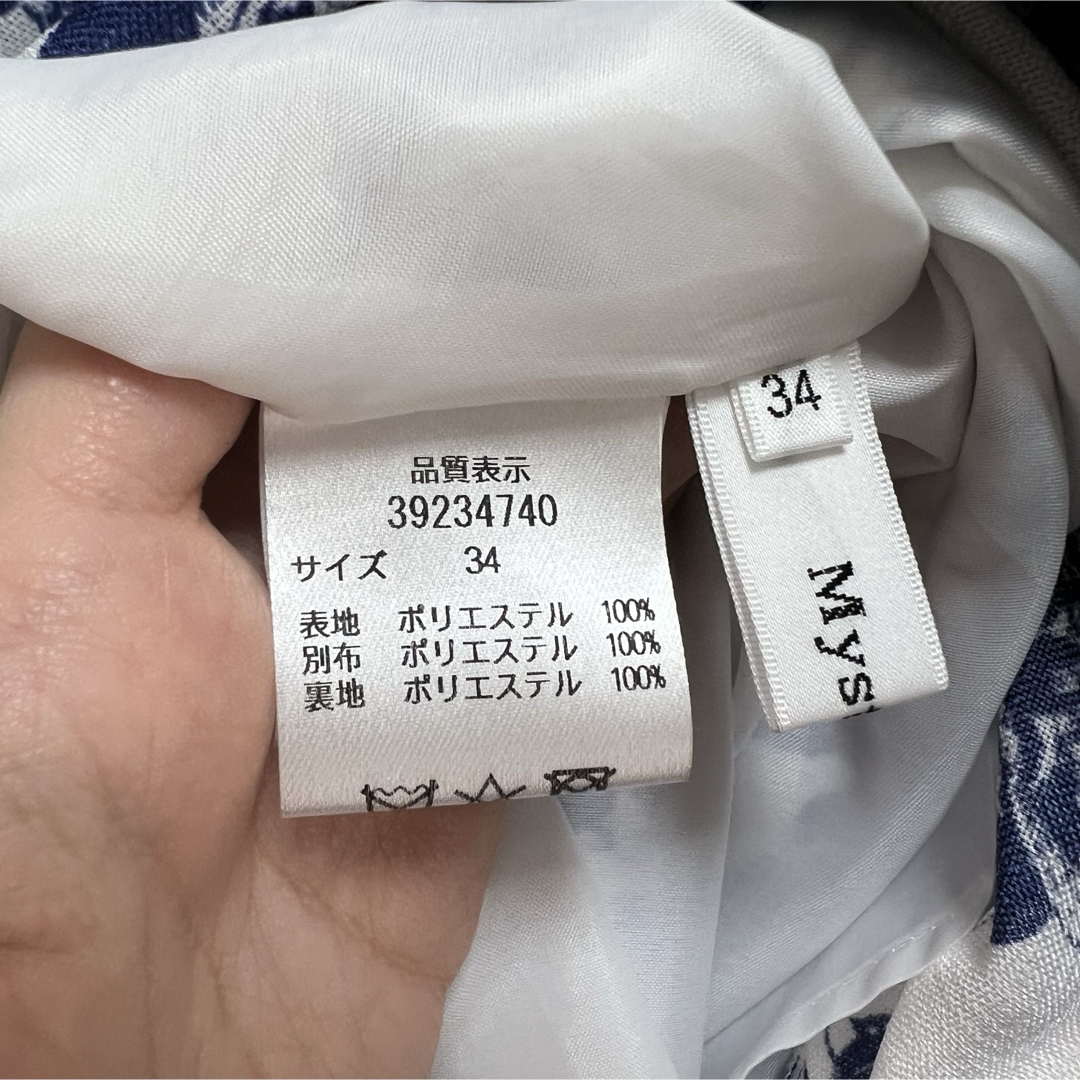 品質表示
39234740
サイズ 34
表地 ポリエステル 100%
別布 ポリエステル 100%
裏地 ポリエステル 100%
34